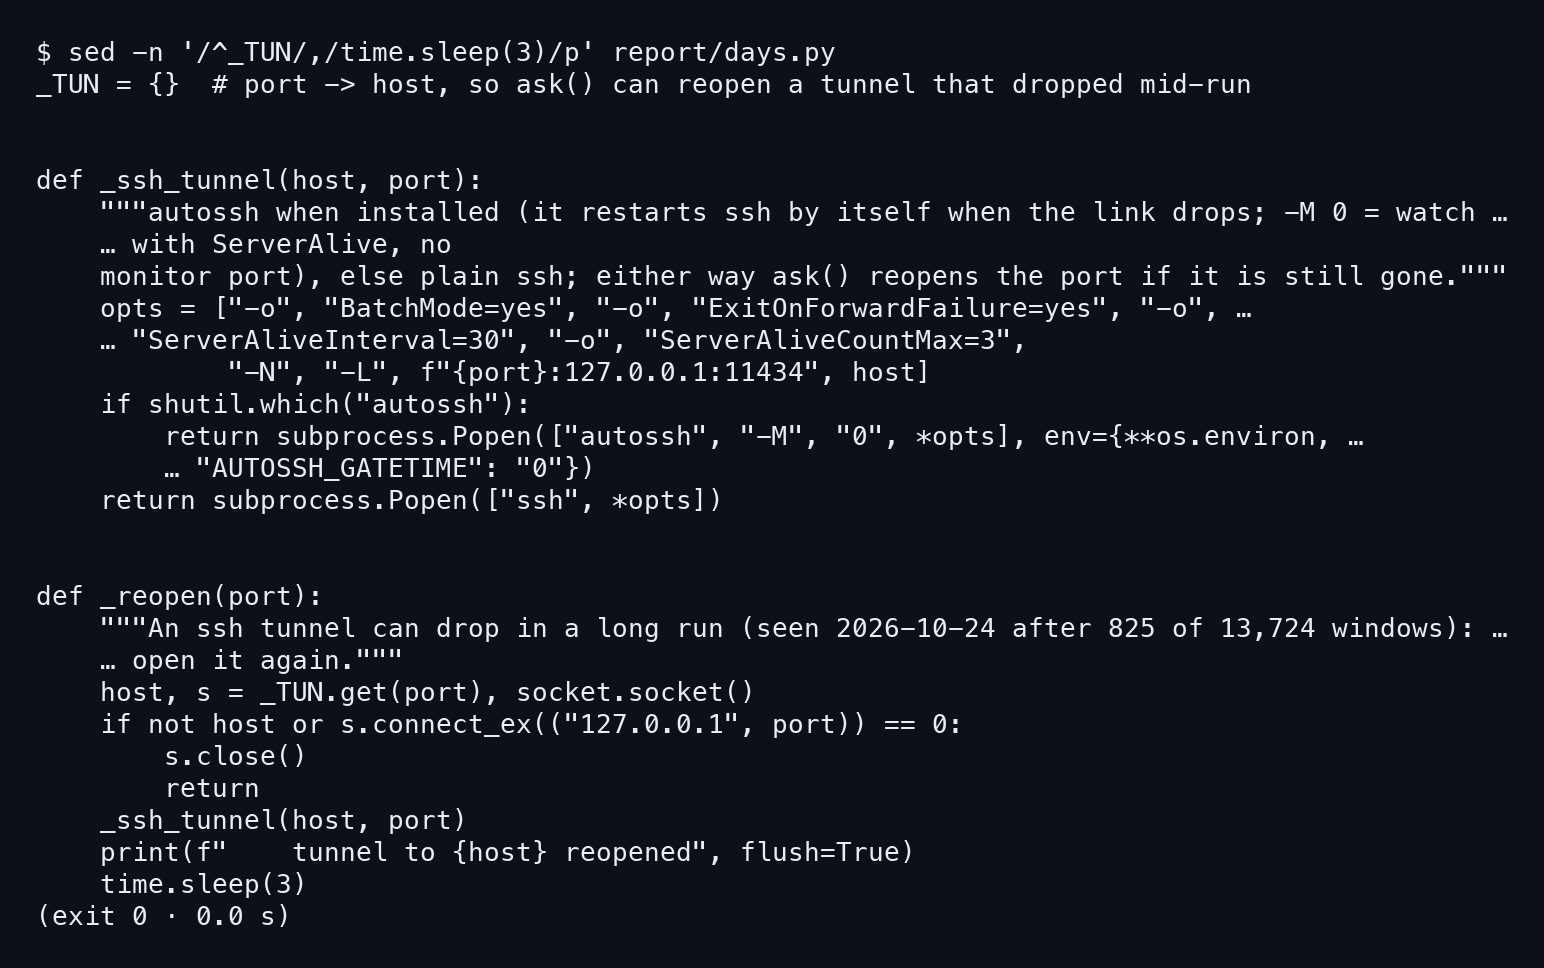 $ sed -n '/^_TUN/,/time.sleep(3)/p' report/days.py
_TUN = {}  # port -> host, so ask() can reopen a tunnel that dropped mid-run


def _ssh_tunnel(host, port):
    """autossh when installed (it restarts ssh by itself when the link drops; -M 0 = watch …
    … with ServerAlive, no
    monitor port), else plain ssh; either way ask() reopens the port if it is still gone."""
    opts = ["-o", "BatchMode=yes", "-o", "ExitOnForwardFailure=yes", "-o", …
    … "ServerAliveInterval=30", "-o", "ServerAliveCountMax=3",
            "-N", "-L", f"{port}:127.0.0.1:11434", host]
    if shutil.which("autossh"):
        return subprocess.Popen(["autossh", "-M", "0", *opts], env={**os.environ, …
        … "AUTOSSH_GATETIME": "0"})
    return subprocess.Popen(["ssh", *opts])


def _reopen(port):
    """An ssh tunnel can drop in a long run (seen 2026-10-24 after 825 of 13,724 windows): …
    … open it again."""
    host, s = _TUN.get(port), socket.socket()
    if not host or s.connect_ex(("127.0.0.1", port)) == 0:
        s.close()
        return
    _ssh_tunnel(host, port)
    print(f"    tunnel to {host} reopened", flush=True)
    time.sleep(3)
(exit 0 · 0.0 s)